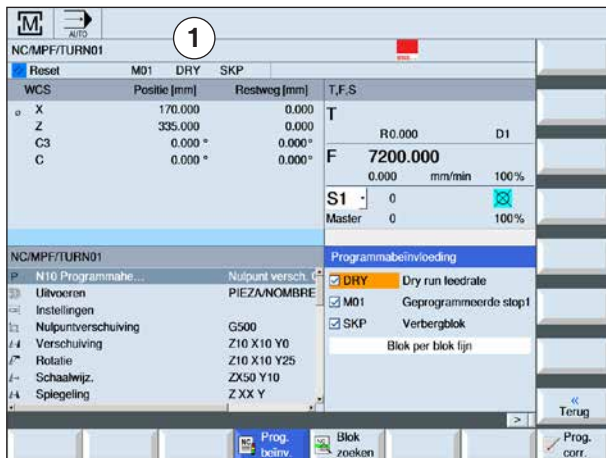 M AUTO
1
NC/MPF/TURN01
Reset M01 DRY SKP
WCS Positie [mm] Restweg [mm] T,F,S
X 170.000 0.000 T
Z 335.000 0.000 R0.000 D1
C3 0.000 ° 0.000°
C 0.000 ° 0.000° F 7200.000
0.000 mm/min 100%
S1 0
Master 0 100%
NC/MPF/TURN01
P N10 Programmahe... Nulpunt versch.
Uitvoeren PIEZA/NOMBRE
Instellingen
Nulpuntverschuiving G500
Verschuiving Z10 X10 Y0
Rotatie Z10 X10 Y25
Schaalwijz. ZX50 Y10
Spiegeling Z XX Y
Programmabeïnvloeding
DRY Dry run feedrate
M01 Geprogrammeerde stop1
SKP Verbergblok
Blok per blok fijn
>
«
Terug
NC Prog. beïnv.
NC Blok zoeken
Prog. corr.